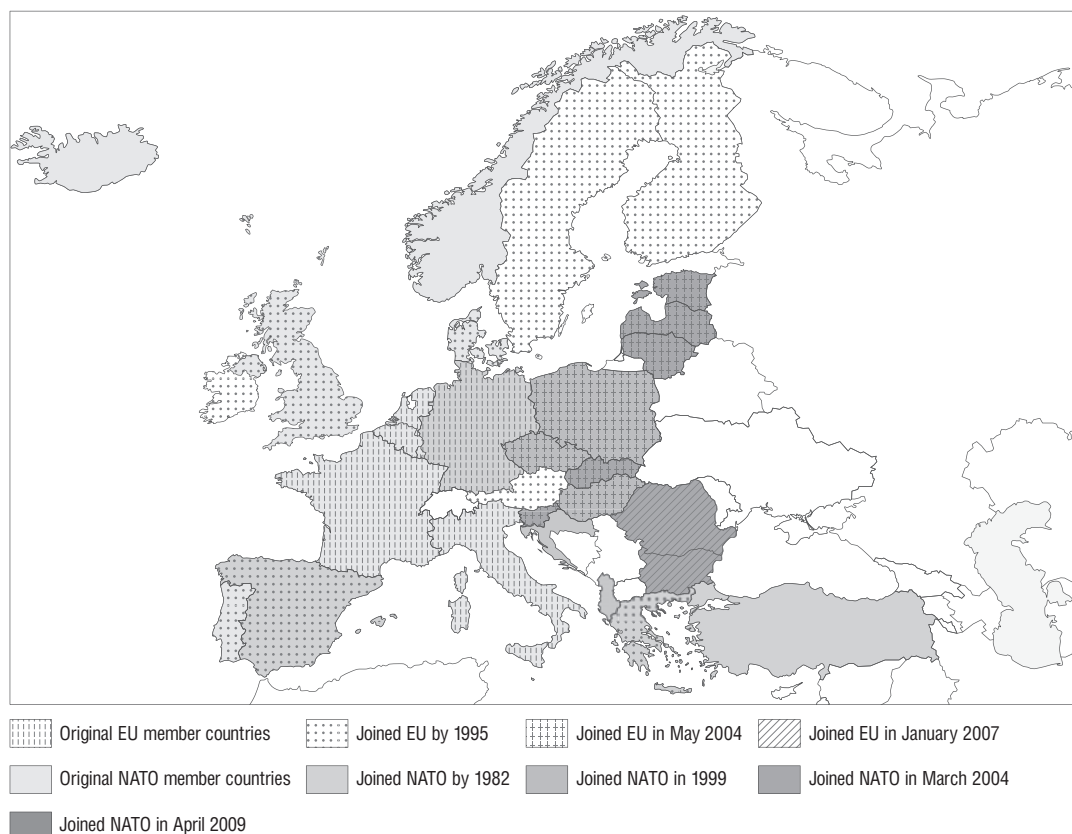 Original EU member countries
Joined EU by 1995
Joined EU in May 2004
Joined EU in January 2007
Original NATO member countries
Joined NATO by 1982
Joined NATO in 1999
Joined NATO in March 2004
Joined NATO in April 2009